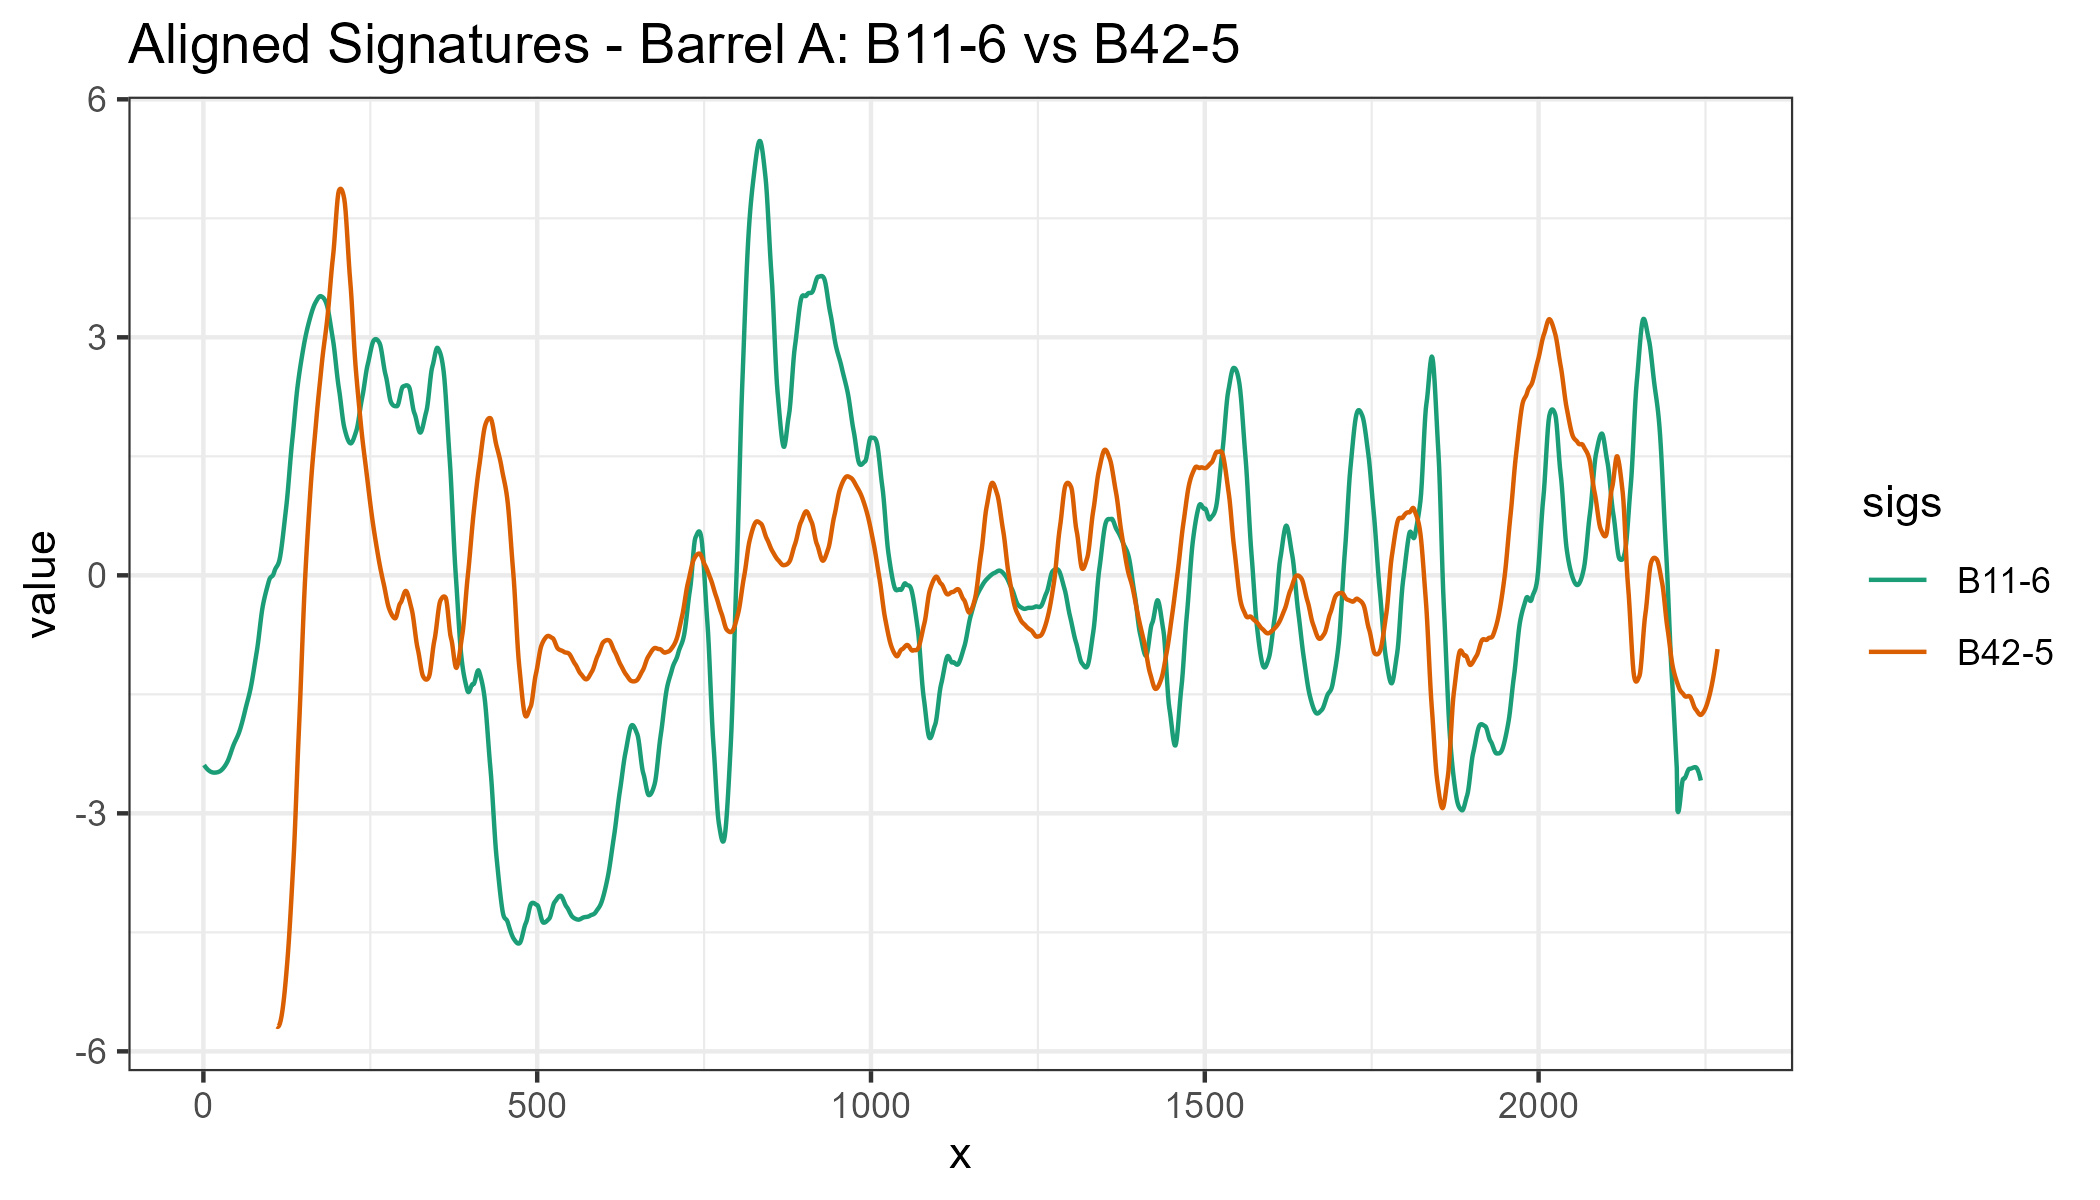 Aligned Signatures - Barrel A: B11-6 vs B42-5
6
3
0
-3
-6
value
0 500 1000 1500 2000
x
sigs
B11-6
B42-5